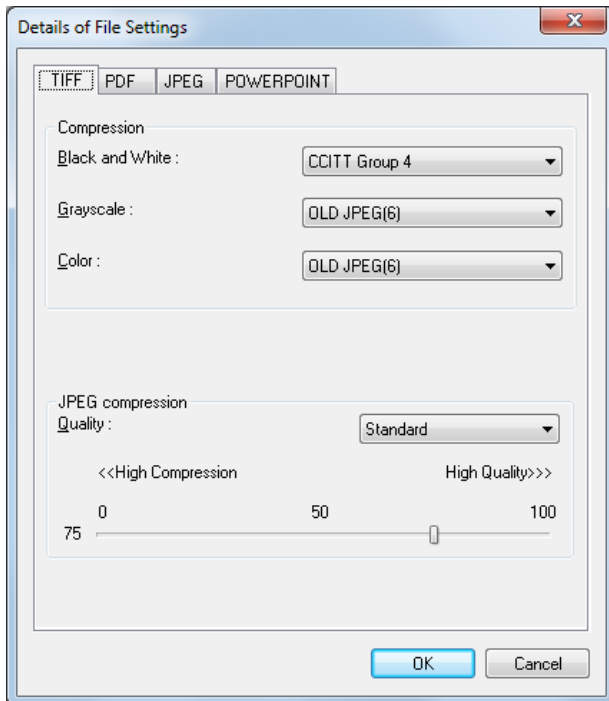 Details of File Settings
TIFF PDF JPEG POWERPOINT
Compression
Black and White : CCITT Group 4
Grayscale : OLD JPEG(6)
Color : OLD JPEG(6)
JPEG compression
Quality : Standard
<<High Compression High Quality>>>
0 50 100
75
OK Cancel